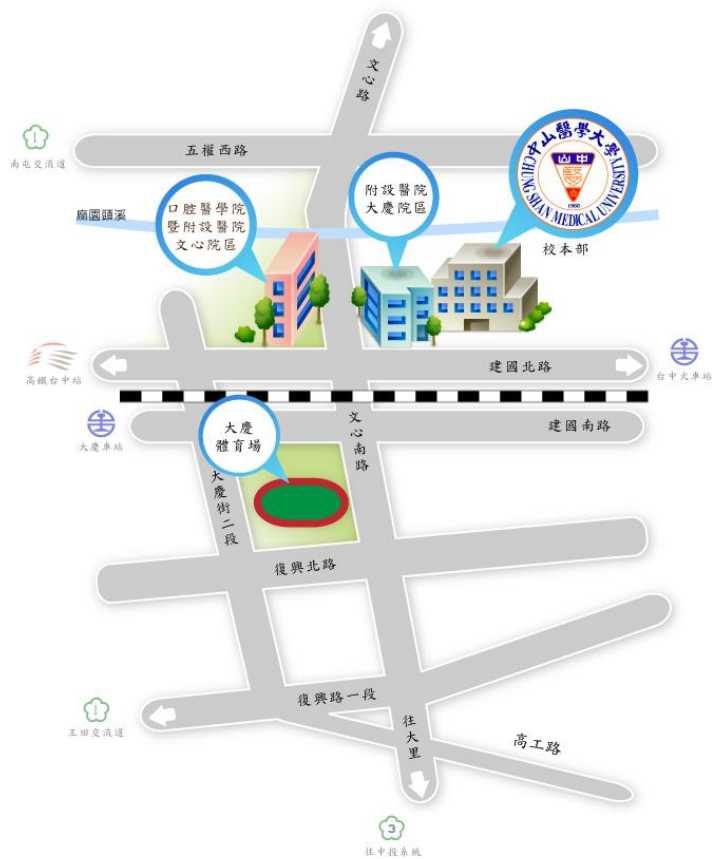 文心路
1
五權西路
南屯交流道
中山醫學大學
CHUNG SHAN MEDICAL UNIVERSITY
1960
附設醫院
大慶院區
口腔醫學院
暨附設醫院
文心院區
麻園頭溪
校本部
建國北路
高鐵台中站
台中火車站
大慶
體育場
文心南路
建國南路
大慶車站
大慶街二段
復興北路
復興路一段
1
王田交流道
往大里
高工路
3
往中投系統